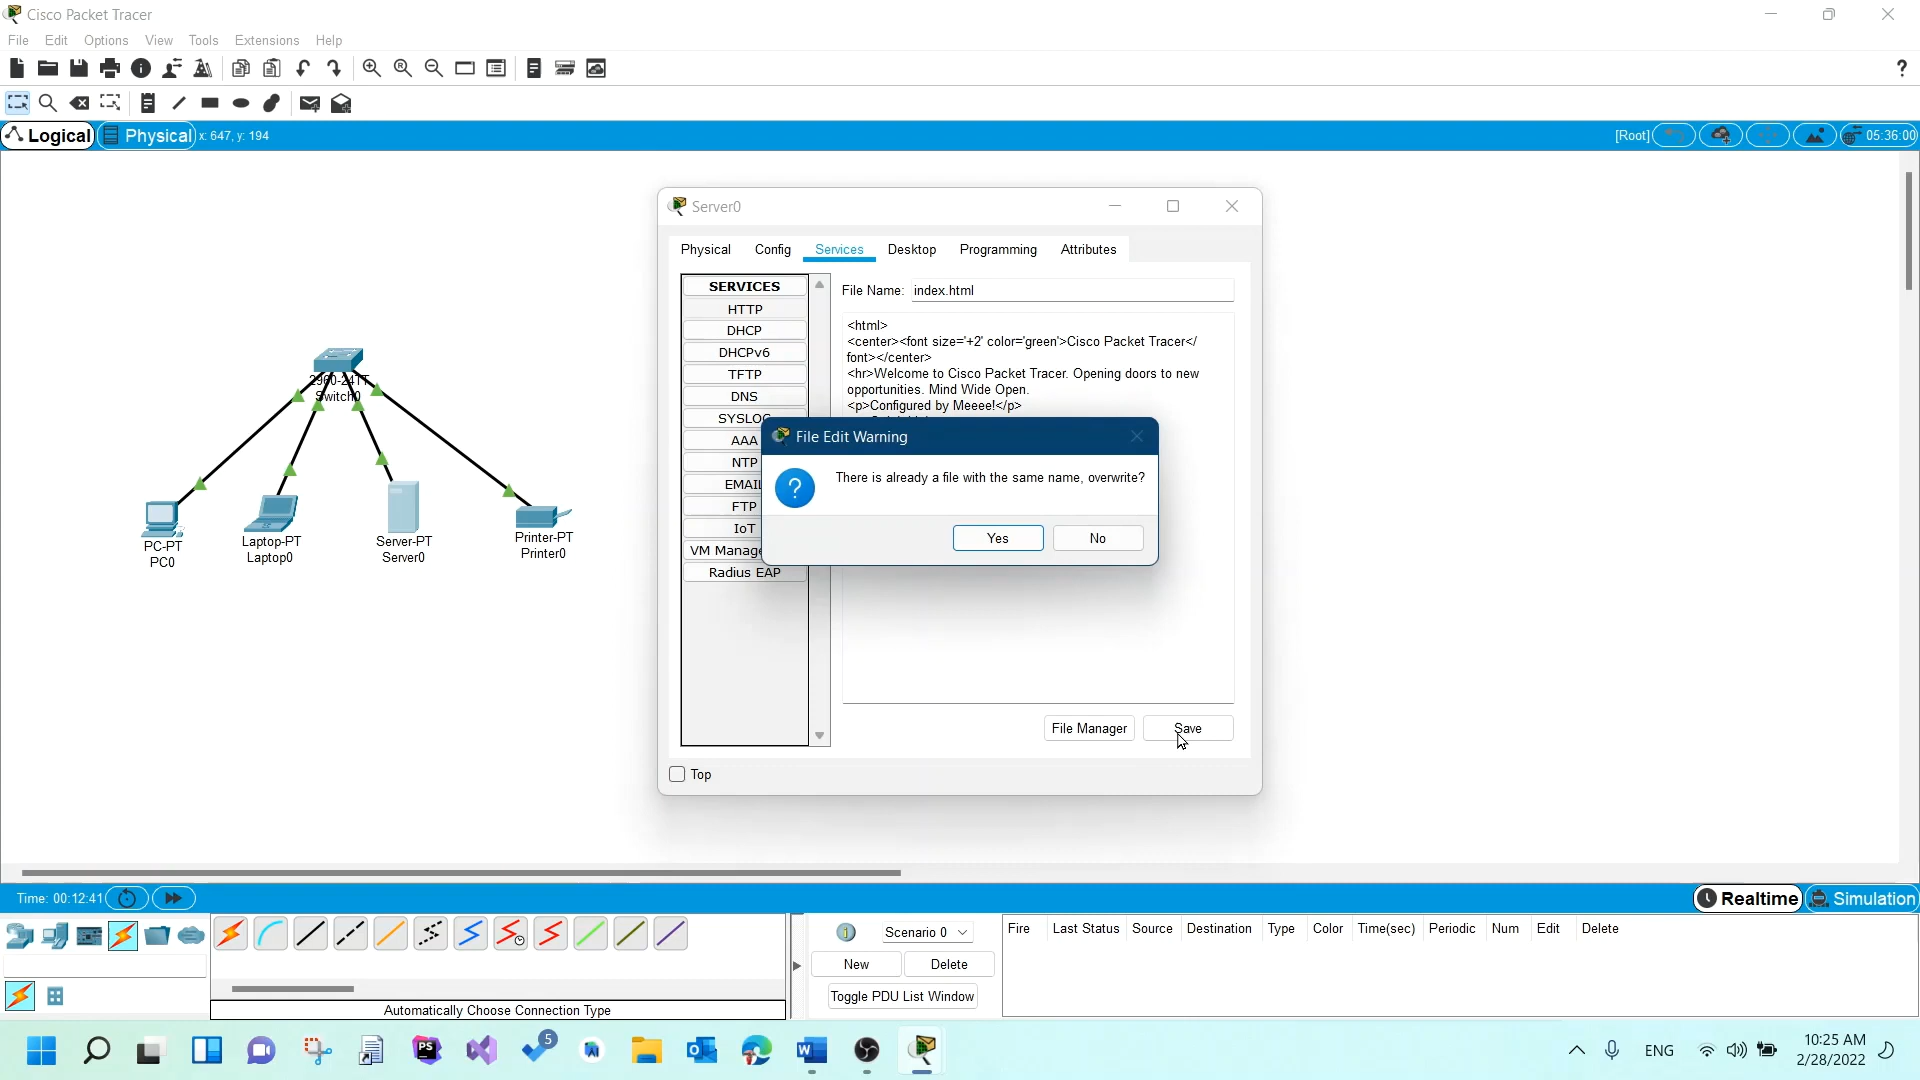 Cisco Packet Tracer
File Edit Options View Tools Extensions Help
Logical Physical x: 647, y: 194 [Root] 05:36:00
Server0
Physical Config Services Desktop Programming Attributes
SERVICES
HTTP
DHCP
DHCPv6
TFTP
DNS
SYSLOG
AAA
NTP
EMAIL
FTP
IoT
VM Manage
Radius EAP
File Name: index.html
<html>
<center><font size='+2' color='green'>Cisco Packet Tracer</
font></center>
<hr>Welcome to Cisco Packet Tracer. Opening doors to new
opportunities. Mind Wide Open.
<p>Configured by Meeee!</p>
File Edit Warning
There is already a file with the same name, overwrite?
Yes No
File Manager Save
Top
2960-24TT
Switch0
PC-PT
PC0
Laptop-PT
Laptop0
Server-PT
Server0
Printer-PT
Printer0
Time: 00:12:41 Realtime Simulation
Scenario 0
New Delete
Toggle PDU List Window
Fire Last Status Source Destination Type Color Time(sec) Periodic Num Edit Delete
Automatically Choose Connection Type
5
ENG
10:25 AM
2/28/2022